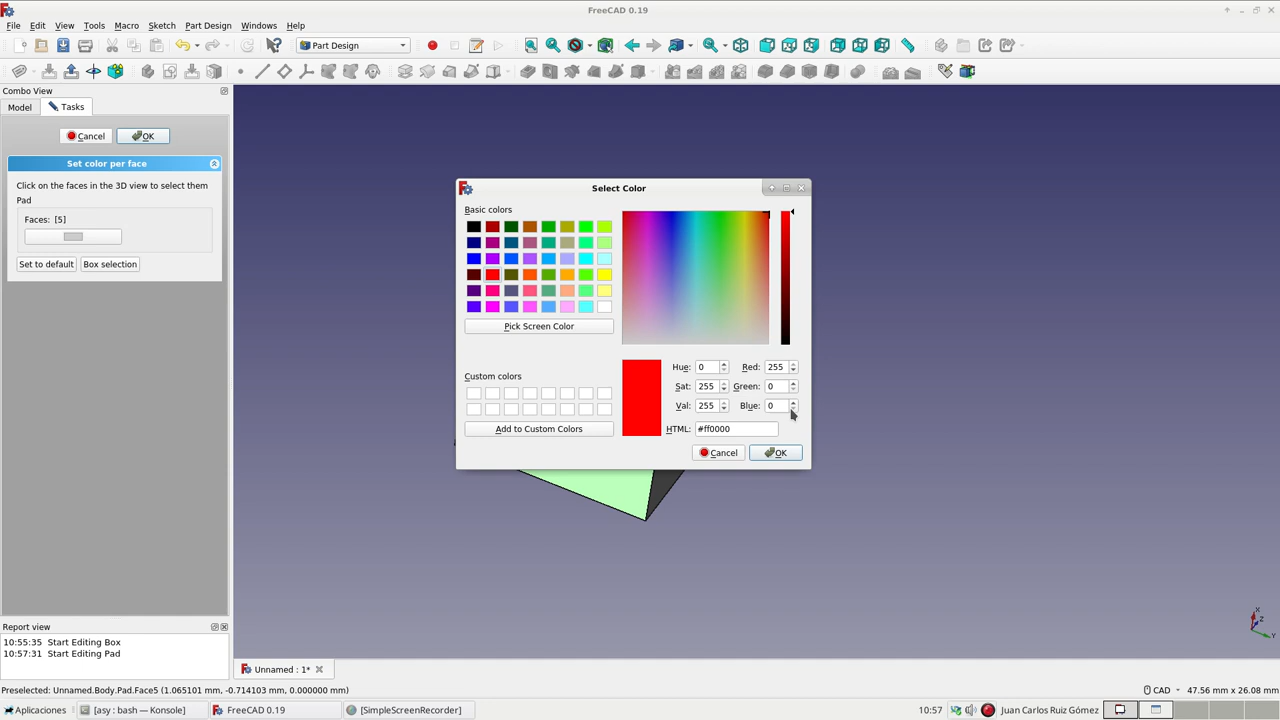 FreeCAD 0.19
File Edit View Tools Macro Sketch Part Design Windows Help
Part Design
Combo View
Model Tasks
Cancel OK
Set color per face
Click on the faces in the 3D view to select them
Pad
Faces: [5]
Set to default Box selection
Select Color
Basic colors
Pick Screen Color
Custom colors
Add to Custom Colors
Hue: 0 Red: 255
Sat: 255 Green: 0
Val: 255 Blue: 0
HTML: #ff0000
Cancel OK
X
Z
Y
Report view
10:55:35 Start Editing Box
10:57:31 Start Editing Pad
Unnamed : 1*
Preselected: Unnamed.Body.Pad.Face5 (1.065101 mm, -0.714103 mm, 0.000000 mm)
CAD 47.56 mm x 26.08 mm
Aplicaciones [asy : bash — Konsole] FreeCAD 0.19 [SimpleScreenRecorder] 10:57 Juan Carlos Ruiz Gómez